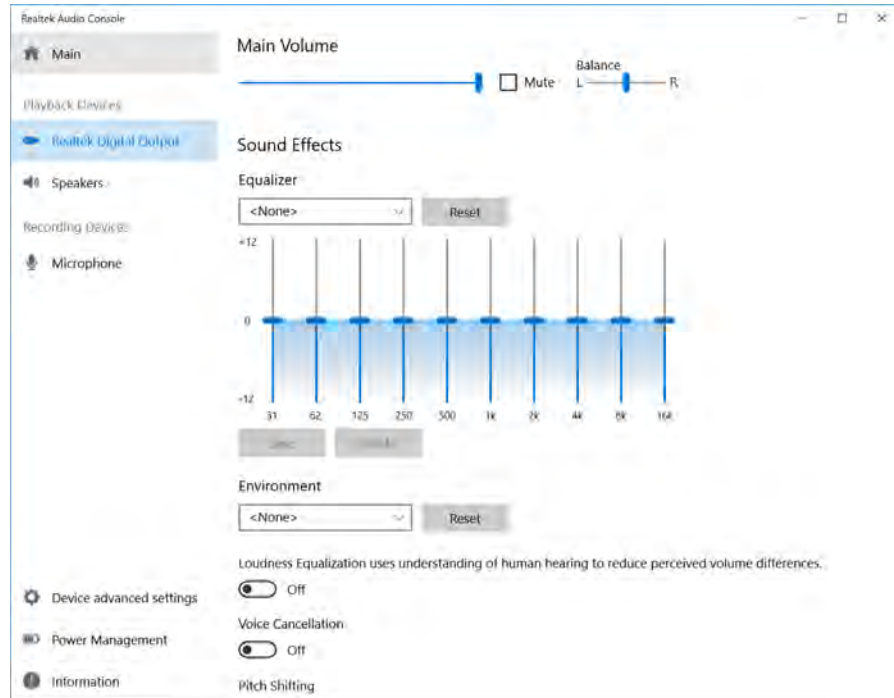 Realtek Audio Console
Main
Playback Devices
Realtek Digital Output
Speakers
Recording Devices
Microphone
Device advanced settings
Power Management
Information
Main Volume
Mute
Balance
L R
Sound Effects
Equalizer
<None>
Reset
+12
0
-12
31 62 125 250 500 1k 2k 4k 8k 16k
Environment
<None>
Reset
Loudness Equalization uses understanding of human hearing to reduce perceived volume differences.
Off
Voice Cancellation
Off
Pitch Shifting